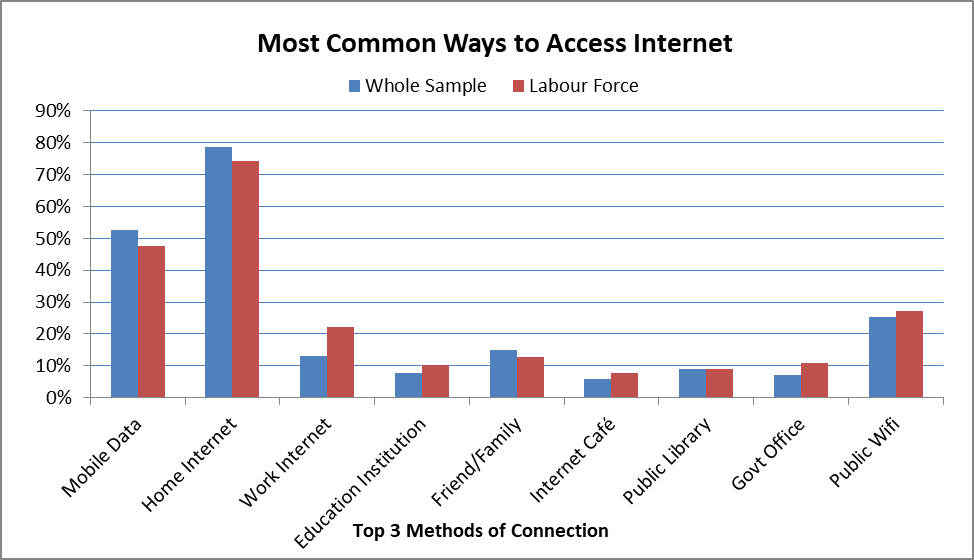 Most Common Ways to Access Internet
Whole Sample
Labour Force
90%
80%
70%
60%
50%
40%
30%
20%
10%
0%
Mobile Data
Home Internet
Work Internet
Education Institution
Friend/Family
Internet Café
Public Library
Govt Office
Public Wifi
Top 3 Methods of Connection